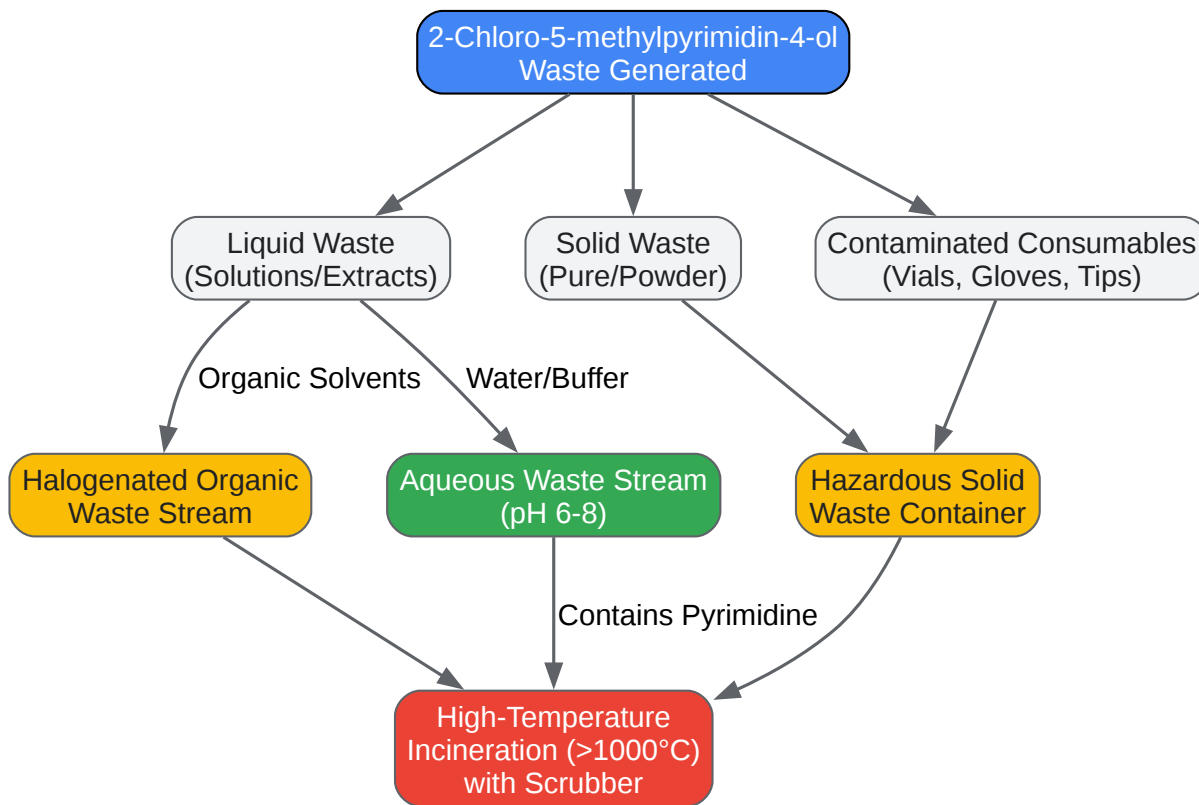 2-Chloro-5-methylpyrimidin-4-ol
Waste Generated
Liquid Waste
(Solutions/Extracts)
Solid Waste
(Pure/Powder)
Contaminated Consumables
(Vials, Gloves, Tips)
Organic Solvents
Water/Buffer
Halogenated Organic
Waste Stream
Aqueous Waste Stream
(pH 6-8)
Hazardous Solid
Waste Container
Contains Pyrimidine
High-Temperature
Incineration (>1000°C)
with Scrubber